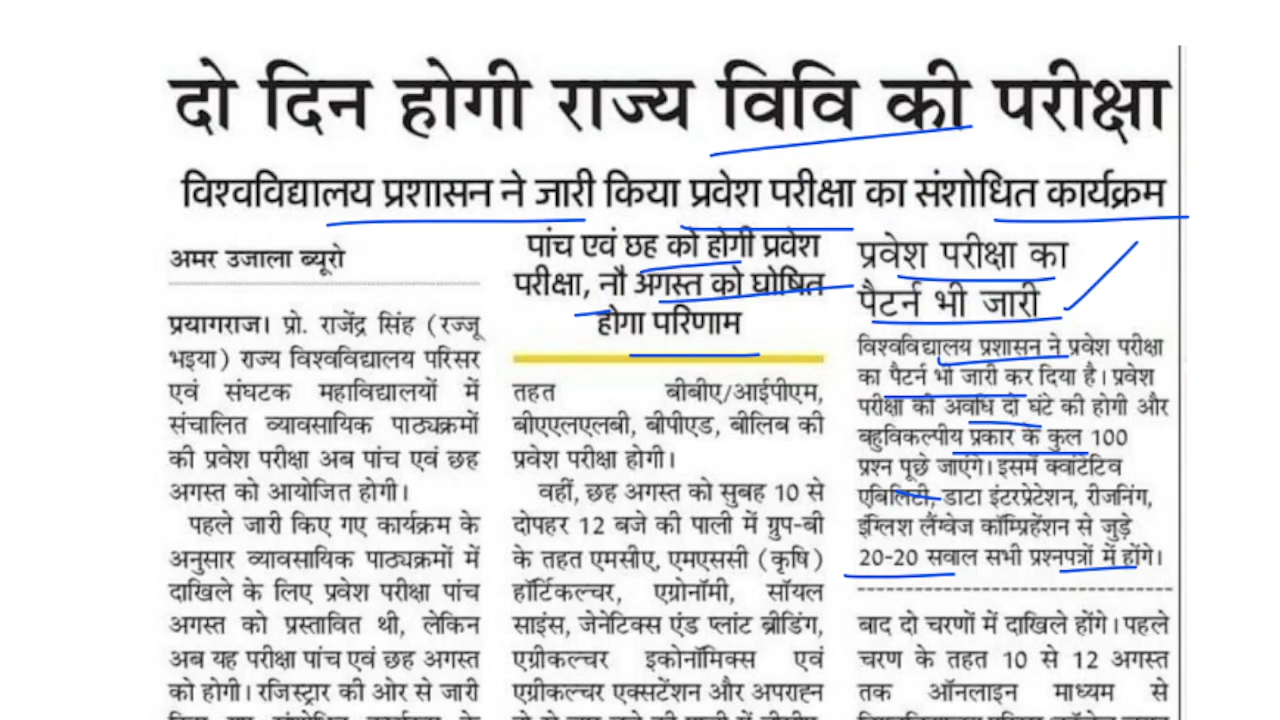 दो दिन होगी राज्य विवि की परीक्षा
विश्वविद्यालय प्रशासन ने जारी किया प्रवेश परीक्षा का संशोधित कार्यक्रम
अमर उजाला ब्यूरो
प्रयागराज। प्रो. राजेंद्र सिंह (रज्जू
भइया) राज्य विश्वविद्यालय परिसर
एवं संघटक महाविद्यालयों में
संचालित व्यावसायिक पाठ्यक्रमों
की प्रवेश परीक्षा अब पांच एवं छह
अगस्त को आयोजित होगी।
पहले जारी किए गए कार्यक्रम के
अनुसार व्यावसायिक पाठ्यक्रमों में
दाखिले के लिए प्रवेश परीक्षा पांच
अगस्त को प्रस्तावित थी, लेकिन
अब यह परीक्षा पांच एवं छह अगस्त
को होगी। रजिस्ट्रार की ओर से जारी
पांच एवं छह को होगी प्रवेश
परीक्षा, नौ अगस्त को घोषित
होगा परिणाम
तहत बीबीए/आईपीएम,
बीएएलएलबी, बीपीएड, बीलिब की
प्रवेश परीक्षा होगी।
वहीं, छह अगस्त को सुबह 10 से
दोपहर 12 बजे की पाली में ग्रुप-बी
के तहत एमसीए, एमएससी (कृषि)
हॉर्टिकल्चर, एग्रोनॉमी, सॉयल
साइंस, जेनेटिक्स एंड प्लांट ब्रीडिंग,
एग्रीकल्चर इकोनॉमिक्स एवं
एग्रीकल्चर एक्सटेंशन और अपराह्न
प्रवेश परीक्षा का
पैटर्न भी जारी
विश्वविद्यालय प्रशासन ने प्रवेश परीक्षा
का पैटर्न भी जारी कर दिया है। प्रवेश
परीक्षा की अवधि दो घंटे की होगी और
बहुविकल्पीय प्रकार के कुल 100
प्रश्न पूछे जाएंगे। इसमें क्वांटेटिव
एबिलिटी, डाटा इंटरप्रेटेशन, रीजनिंग,
इंग्लिश लैंग्वेज कॉम्प्रिहेंशन से जुड़े
20-20 सवाल सभी प्रश्नपत्रों में होंगे।
बाद दो चरणों में दाखिले होंगे। पहले
चरण के तहत 10 से 12 अगस्त
तक ऑनलाइन माध्यम से